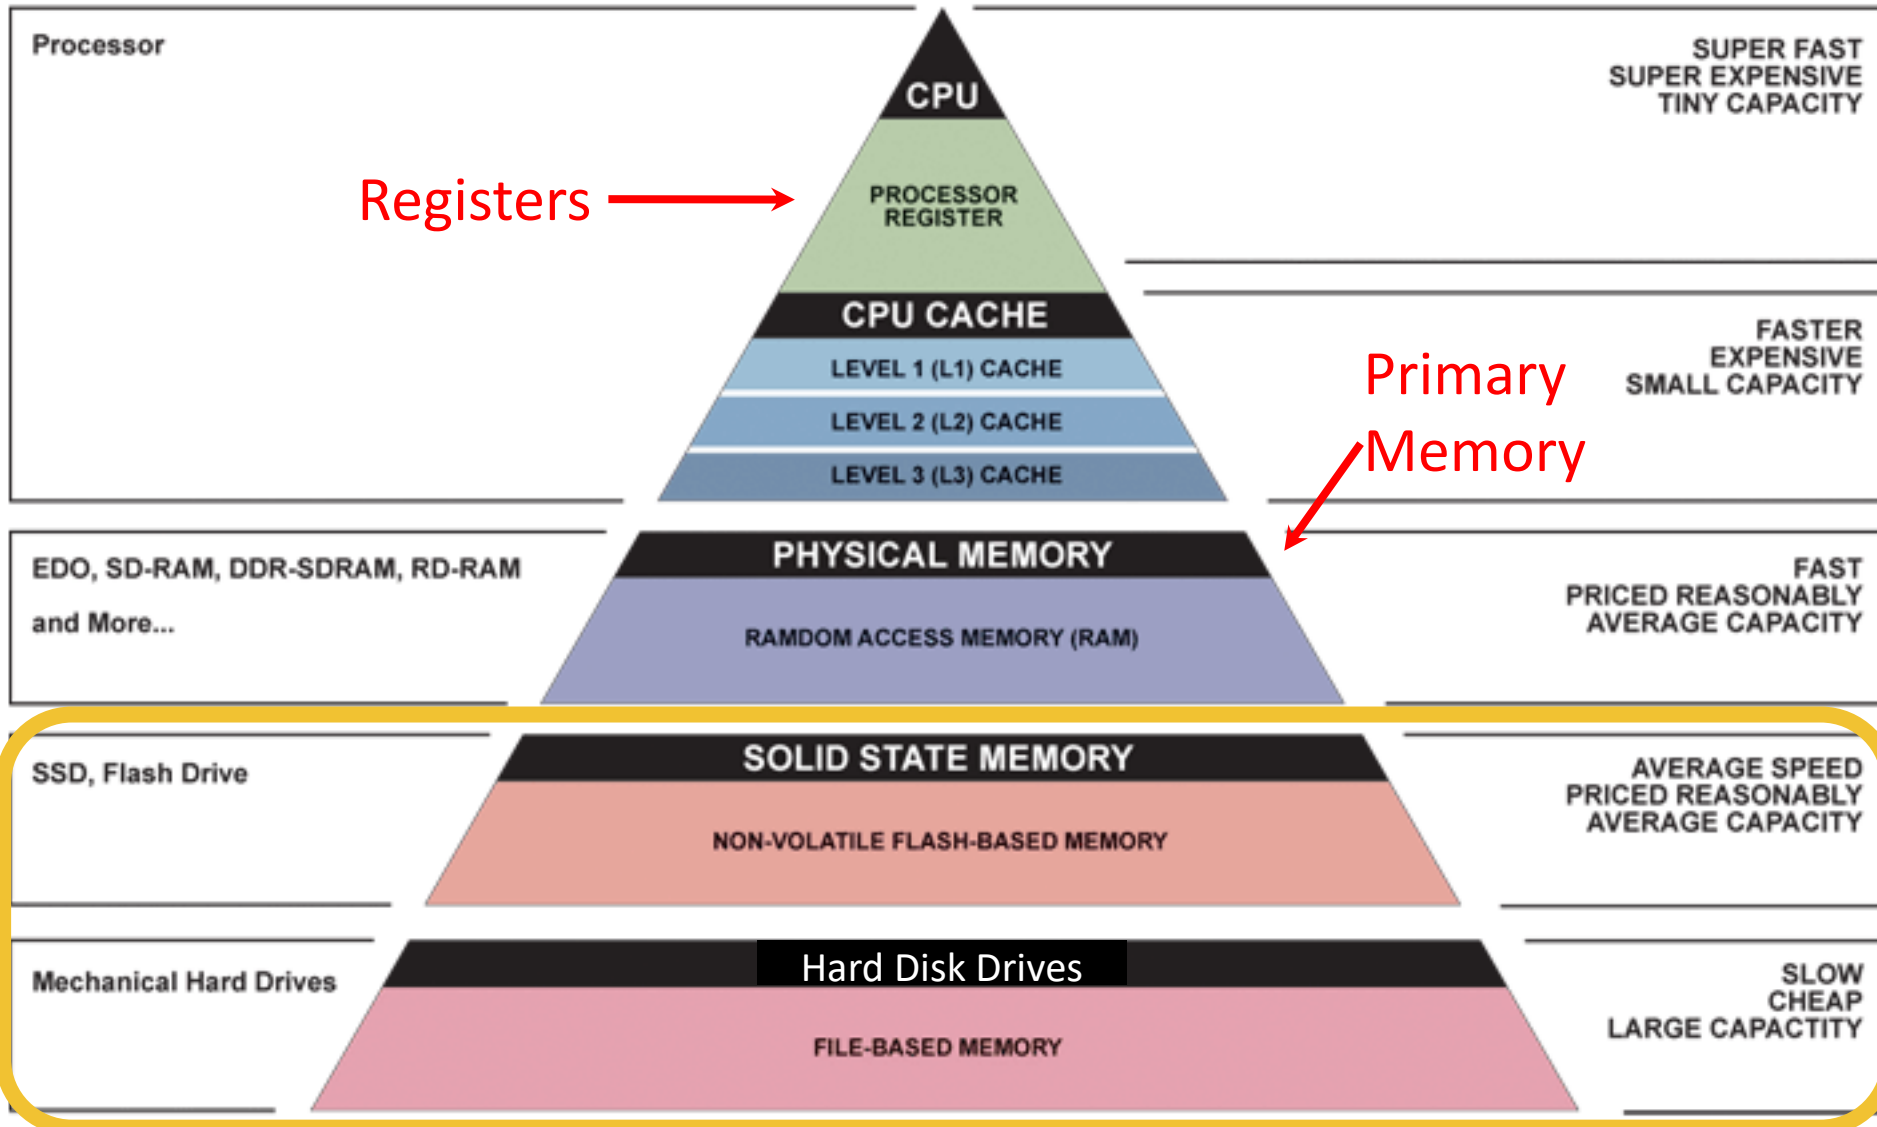 Processor
CPU
SUPER FAST
SUPER EXPENSIVE
TINY CAPACITY
Registers
PROCESSOR
REGISTER
CPU CACHE
LEVEL 1 (L1) CACHE
LEVEL 2 (L2) CACHE
LEVEL 3 (L3) CACHE
FASTER
EXPENSIVE
SMALL CAPACITY
Primary
Memory
EDO, SD-RAM, DDR-SDRAM, RD-RAM
and More...
PHYSICAL MEMORY
RAMDOM ACCESS MEMORY (RAM)
FAST
PRICED REASONABLY
AVERAGE CAPACITY
SSD, Flash Drive
SOLID STATE MEMORY
NON-VOLATILE FLASH-BASED MEMORY
AVERAGE SPEED
PRICED REASONABLY
AVERAGE CAPACITY
Mechanical Hard Drives
Hard Disk Drives
FILE-BASED MEMORY
SLOW
CHEAP
LARGE CAPACTITY